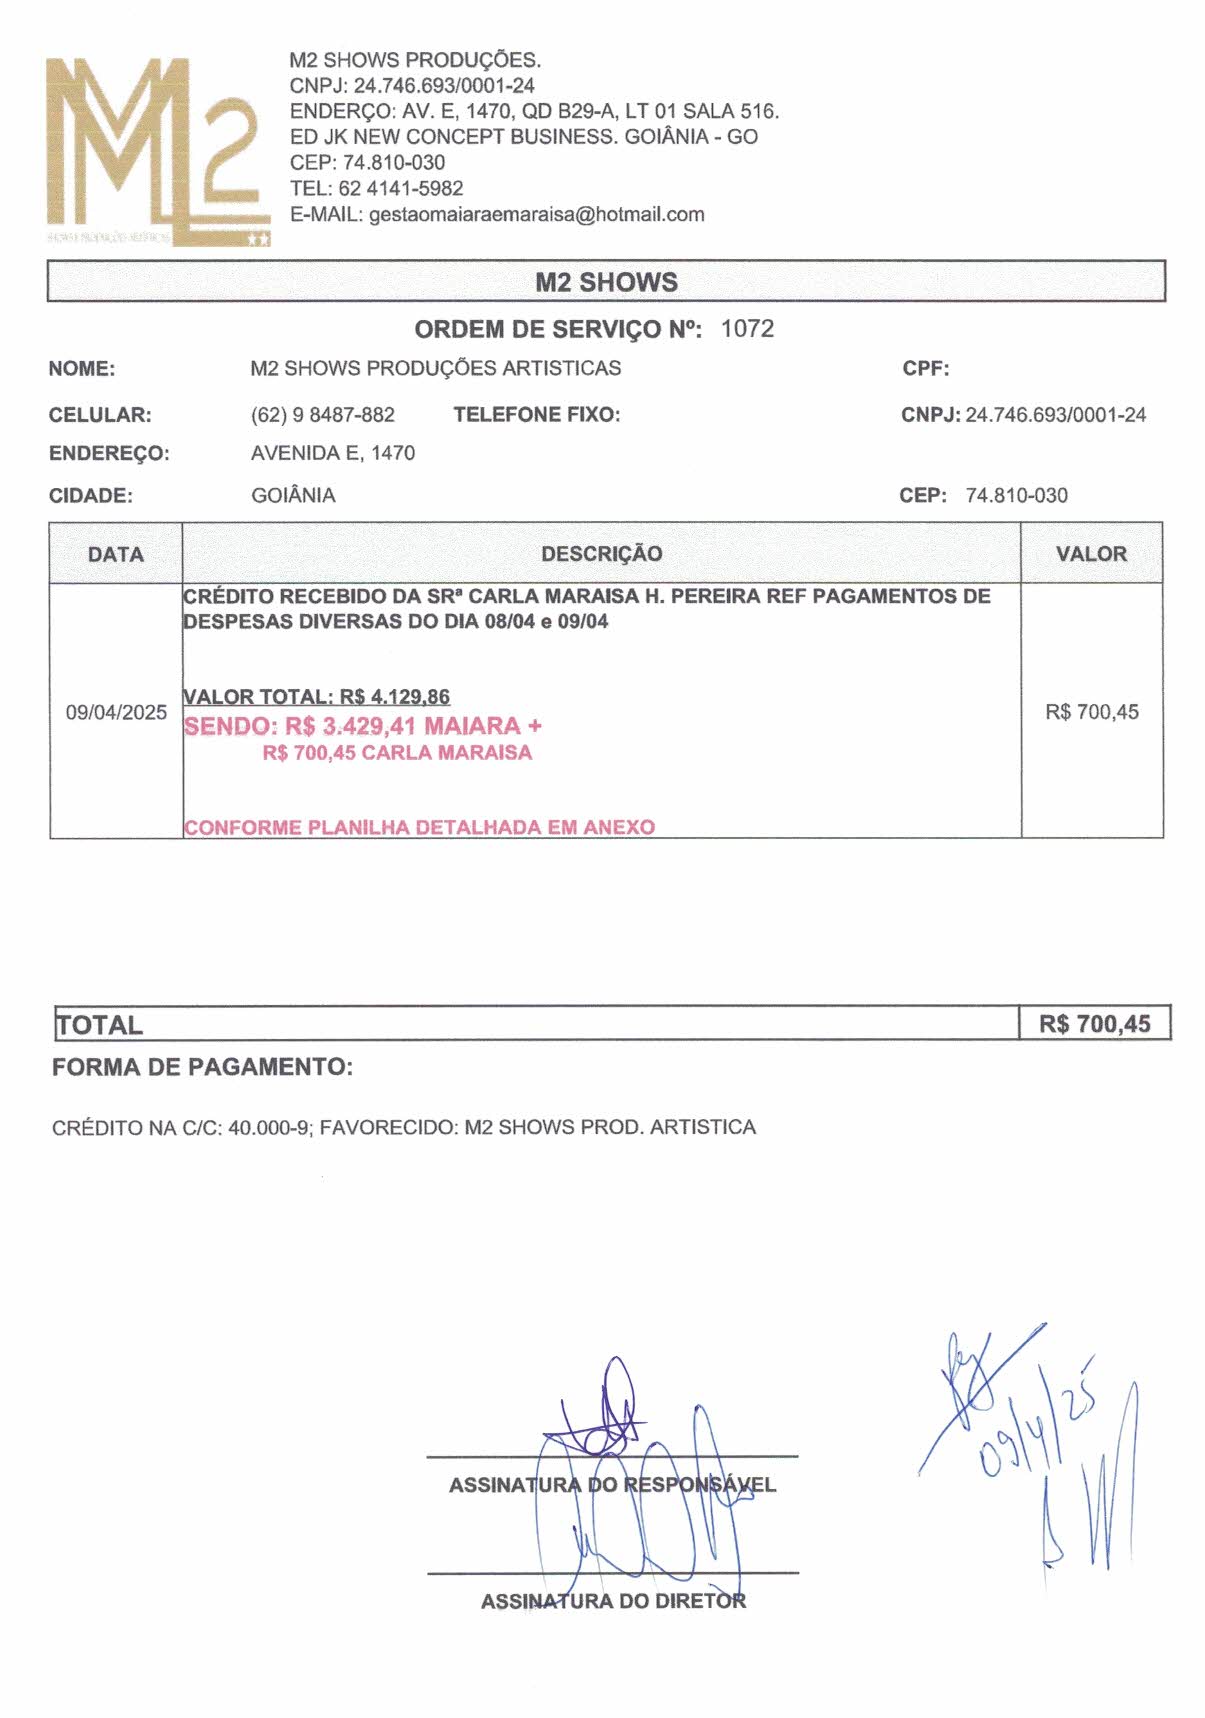 M2
M2 SHOWS PRODUÇÕES.
CNPJ: 24.746.693/0001-24
ENDERÇO: AV. E, 1470, QD B29-A, LT 01 SALA 516.
ED JK NEW CONCEPT BUSINESS. GOIÂNIA - GO
CEP: 74.810-030
TEL: 62 4141-5982
E-MAIL: gestaomaiaraemaraisa@hotmail.com
M2 SHOWS
ORDEM DE SERVIÇO Nº: 1072
NOME: M2 SHOWS PRODUÇÕES ARTISTICAS CPF:
CELULAR: (62) 9 8487-882 TELEFONE FIXO: CNPJ: 24.746.693/0001-24
ENDEREÇO: AVENIDA E, 1470
CIDADE: GOIÂNIA CEP: 74.810-030
DATA DESCRIÇÃO VALOR
CRÉDITO RECEBIDO DA SRª CARLA MARAISA H. PEREIRA REF PAGAMENTOS DE
DESPESAS DIVERSAS DO DIA 08/04 e 09/04
VALOR TOTAL: R$ 4.129,86
09/04/2025 R$ 700,45
SENDO: R$ 3.429,41 MAIARA +
R$ 700,45 CARLA MARAISA
CONFORME PLANILHA DETALHADA EM ANEXO
TOTAL R$ 700,45
FORMA DE PAGAMENTO:
CRÉDITO NA C/C: 40.000-9; FAVORECIDO: M2 SHOWS PROD. ARTISTICA
09/4/25
ASSINATURA DO RESPONSÁVEL
ASSINATURA DO DIRETOR